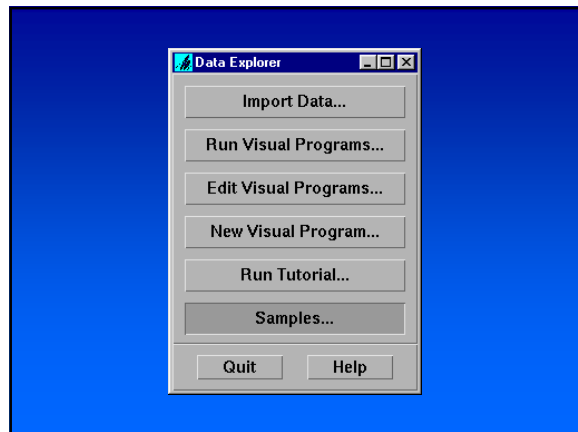 Data Explorer
Import Data...
Run Visual Programs...
Edit Visual Programs...
New Visual Program...
Run Tutorial...
Samples...
Quit Help